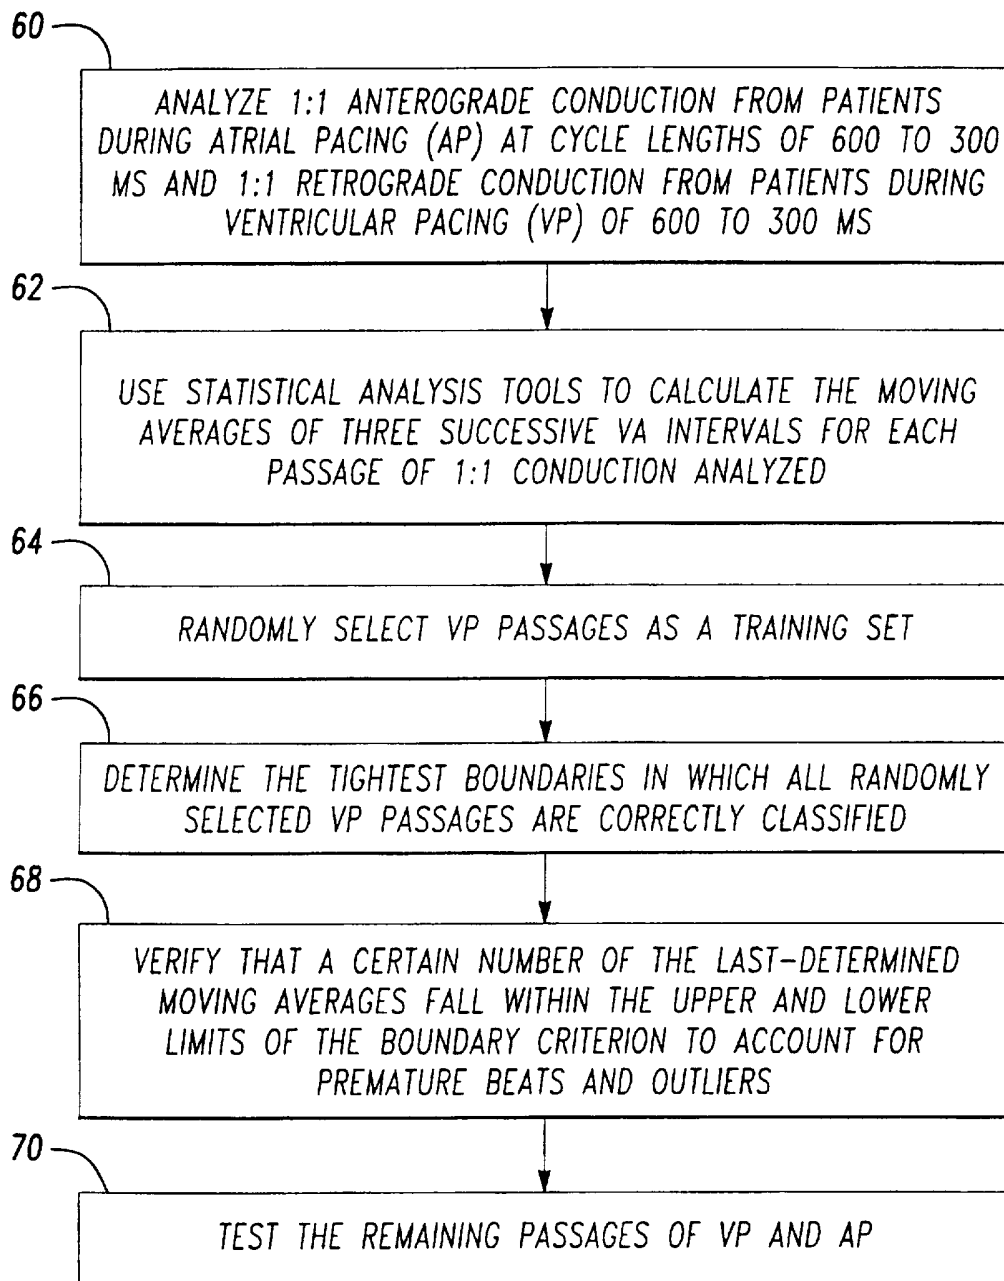 60
ANALYZE 1:1 ANTEROGRADE CONDUCTION FROM PATIENTS
DURING ATRIAL PACING (AP) AT CYCLE LENGTHS OF 600 TO 300
MS AND 1:1 RETROGRADE CONDUCTION FROM PATIENTS DURING
VENTRICULAR PACING (VP) OF 600 TO 300 MS
62
USE STATISTICAL ANALYSIS TOOLS TO CALCULATE THE MOVING
AVERAGES OF THREE SUCCESSIVE VA INTERVALS FOR EACH
PASSAGE OF 1:1 CONDUCTION ANALYZED
64
RANDOMLY SELECT VP PASSAGES AS A TRAINING SET
66
DETERMINE THE TIGHTEST BOUNDARIES IN WHICH ALL RANDOMLY
SELECTED VP PASSAGES ARE CORRECTLY CLASSIFIED
68
VERIFY THAT A CERTAIN NUMBER OF THE LAST-DETERMINED
MOVING AVERAGES FALL WITHIN THE UPPER AND LOWER
LIMITS OF THE BOUNDARY CRITERION TO ACCOUNT FOR
PREMATURE BEATS AND OUTLIERS
70
TEST THE REMAINING PASSAGES OF VP AND AP